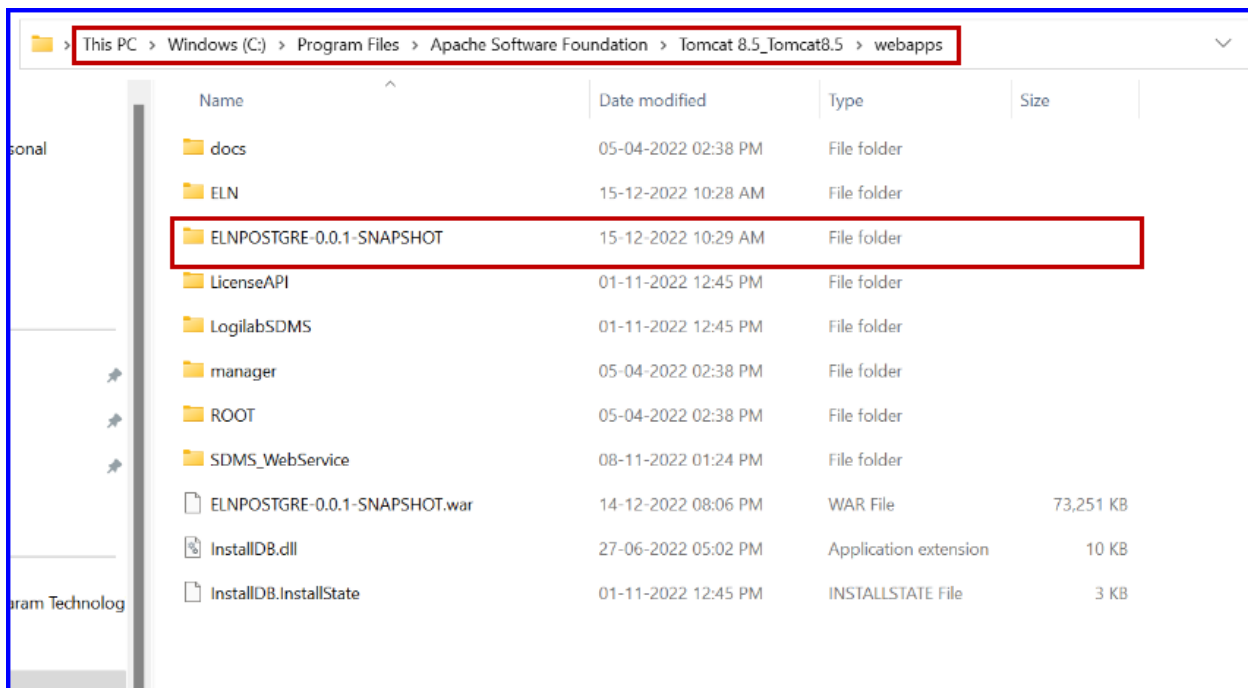 This PC > Windows (C:) > Program Files > Apache Software Foundation > Tomcat 8.5_Tomcat8.5 > webapps
Name Date modified Type Size
sonal
docs 05-04-2022 02:38 PM File folder
ELN 15-12-2022 10:28 AM File folder
ELNPOSTGRE-0.0.1-SNAPSHOT 15-12-2022 10:29 AM File folder
LicenseAPI 01-11-2022 12:45 PM File folder
LogilabSDMS 01-11-2022 12:45 PM File folder
manager 05-04-2022 02:38 PM File folder
ROOT 05-04-2022 02:38 PM File folder
SDMS_WebService 08-11-2022 01:24 PM File folder
ELNPOSTGRE-0.0.1-SNAPSHOT.war 14-12-2022 08:06 PM WAR File 73,251 KB
InstallDB.dll 27-06-2022 05:02 PM Application extension 10 KB
InstallDB.InstallState 01-11-2022 12:45 PM INSTALLSTATE File 3 KB
aram Technolog